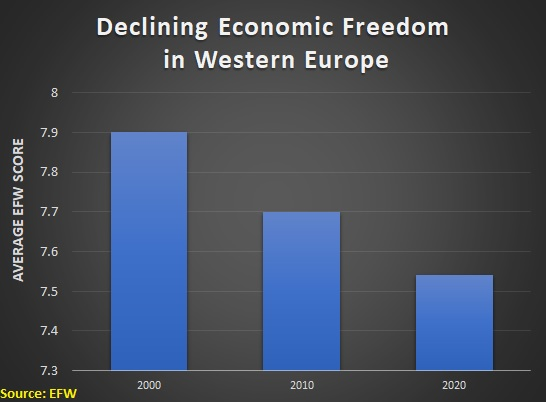 Declining Economic Freedom
in Western Europe
AVERAGE EFW SCORE
8
7.9
7.8
7.7
7.6
7.5
7.4
7.3
2000 2010 2020
Source: EFW